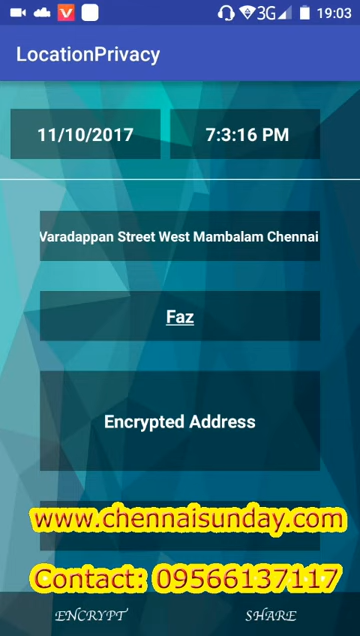 3G 19:03
LocationPrivacy
11/10/2017 7:3:16 PM
Varadappan Street West Mambalam Chennai
Faz
Encrypted Address
www.chennaisunday.com
Contact: 09566137117
ENCRYPT SHARE